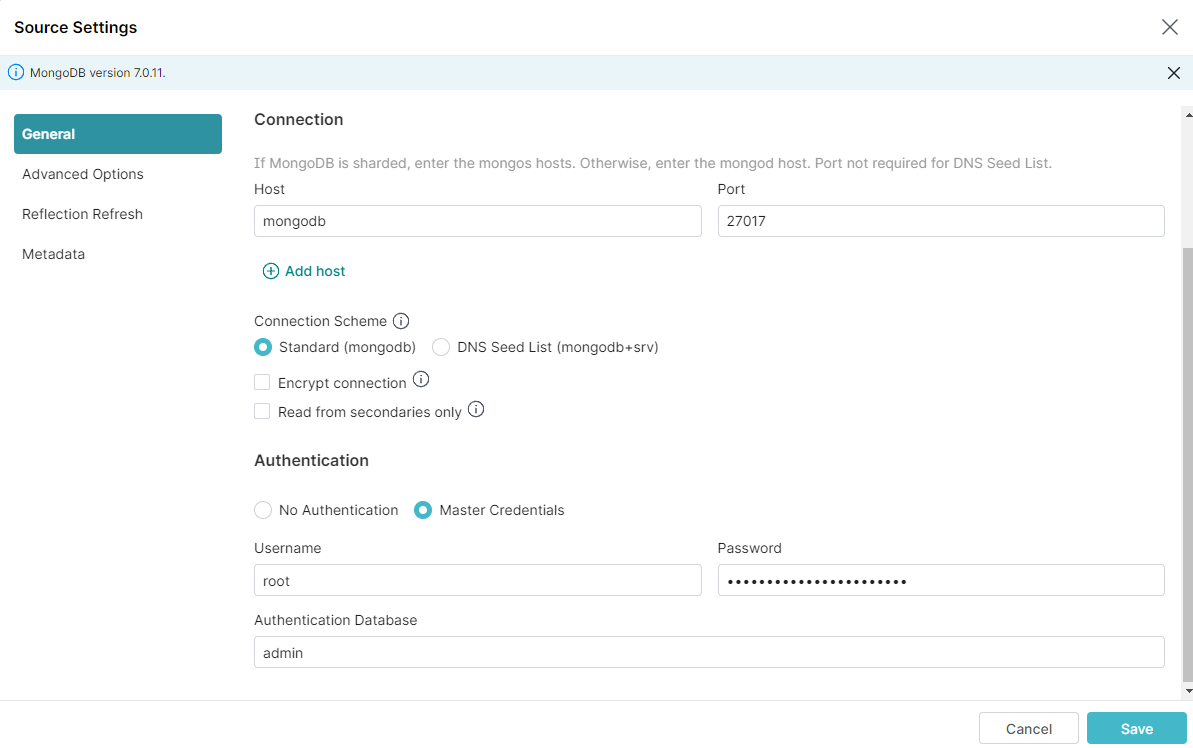 Source Settings
MongoDB version 7.0.11.
General
Advanced Options
Reflection Refresh
Metadata
Connection
If MongoDB is sharded, enter the mongos hosts. Otherwise, enter the mongod host. Port not required for DNS Seed List.
Host Port
mongodb 27017
Add host
Connection Scheme
Standard (mongodb) DNS Seed List (mongodb+srv)
Encrypt connection
Read from secondaries only
Authentication
No Authentication Master Credentials
Username Password
root •••••••••••••••••••••••
Authentication Database
admin
Cancel Save